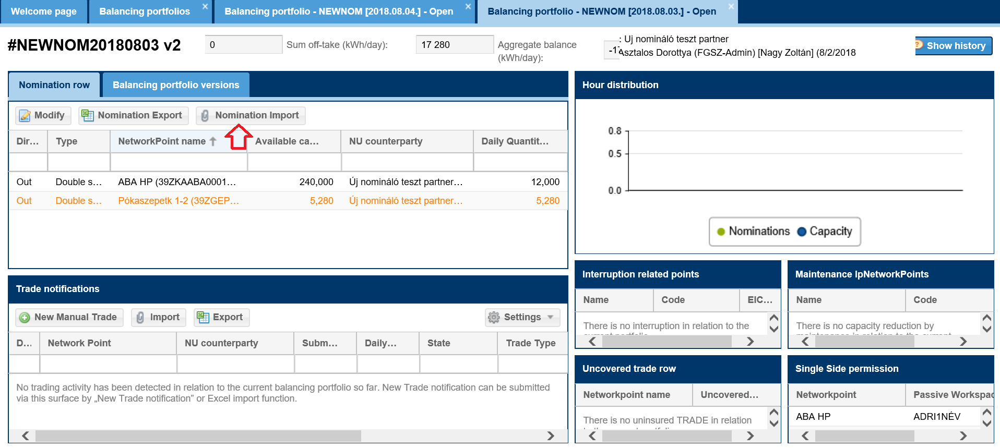 Welcome page
Balancing portfolios
Balancing portfolio - NEWNOM [2018.08.04.] - Open
Balancing portfolio - NEWNOM [2018.08.03.] - Open
#NEWNOM20180803 v2
0
Sum off-take (kWh/day):
17 280
Aggregate balance
(kWh/day):
-17
: Uj nomináló teszt partner
Asztalos Dorottya (FGSZ-Admin) [Nagy Zoltán] (8/2/2018
Show history
Nomination row
Balancing portfolio versions
Modify
Nomination Export
Nomination Import
Dir... Type NetworkPoint name Available ca... NU counterparty Daily Quantit...
Out Double s... ABA HP (39ZKAABA0001... 240,000 Új nomináló teszt partner... 12,000
Out Double s... Pókaszepetk 1-2 (39ZGEP... 5,280 Új nomináló teszt partner... 5,280
Trade notifications
New Manual Trade
Import
Export
Settings
D... Network Point NU counterparty Subm... Daily... State Trade Type
No trading activity has been detected in relation to the current balancing portfolio so far. New Trade notification can be submitted
via this surface by „New Trade notification” or Excel import function.
Hour distribution
0.8
0.5
0.0
Nominations Capacity
Interruption related points
Name Code EIC...
There is no interruption in relation to the
Maintenance IpNetworkPoints
Name Code
There is no capacity reduction by
maintenance in relation to the current
Uncovered trade row
Networkpoint name Uncovered...
There is no uninsured TRADE in relation
Single Side permission
Networkpoint Passive Workspac
ABA HP ADRI1NÉV